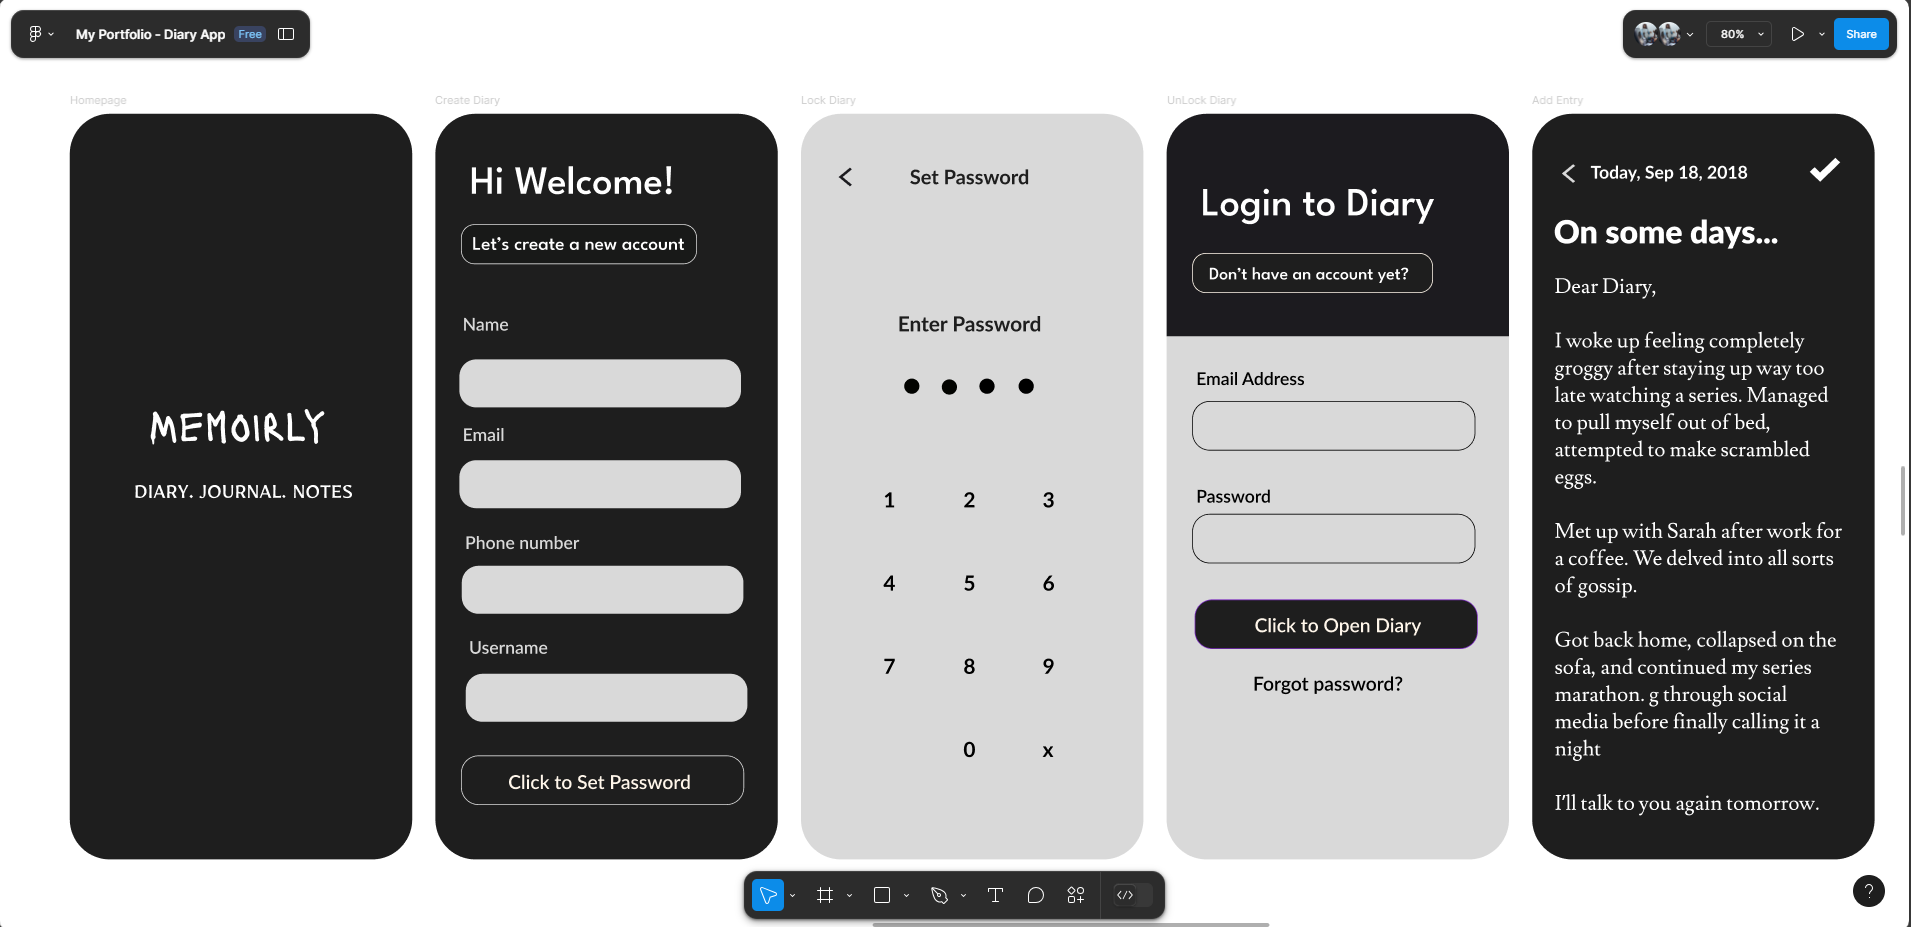 My Portfolio - Diary App Free
80%
Share
Homepage
MEMOIRLY
DIARY. JOURNAL. NOTES
Create Diary
Hi Welcome!
Let's create a new account
Name
Email
Phone number
Username
Click to Set Password
Lock Diary
Set Password
Enter Password
1 2 3
4 5 6
7 8 9
0 x
UnLock Diary
Login to Diary
Don't have an account yet?
Email Address
Password
Click to Open Diary
Forgot password?
Add Entry
Today, Sep 18, 2018
On some days...
Dear Diary,
I woke up feeling completely
groggy after staying up way too
late watching a series. Managed
to pull myself out of bed,
attempted to make scrambled
eggs.
Met up with Sarah after work for
a coffee. We delved into all sorts
of gossip.
Got back home, collapsed on the
sofa, and continued my series
marathon. g through social
media before finally calling it a
night
I'll talk to you again tomorrow.
?